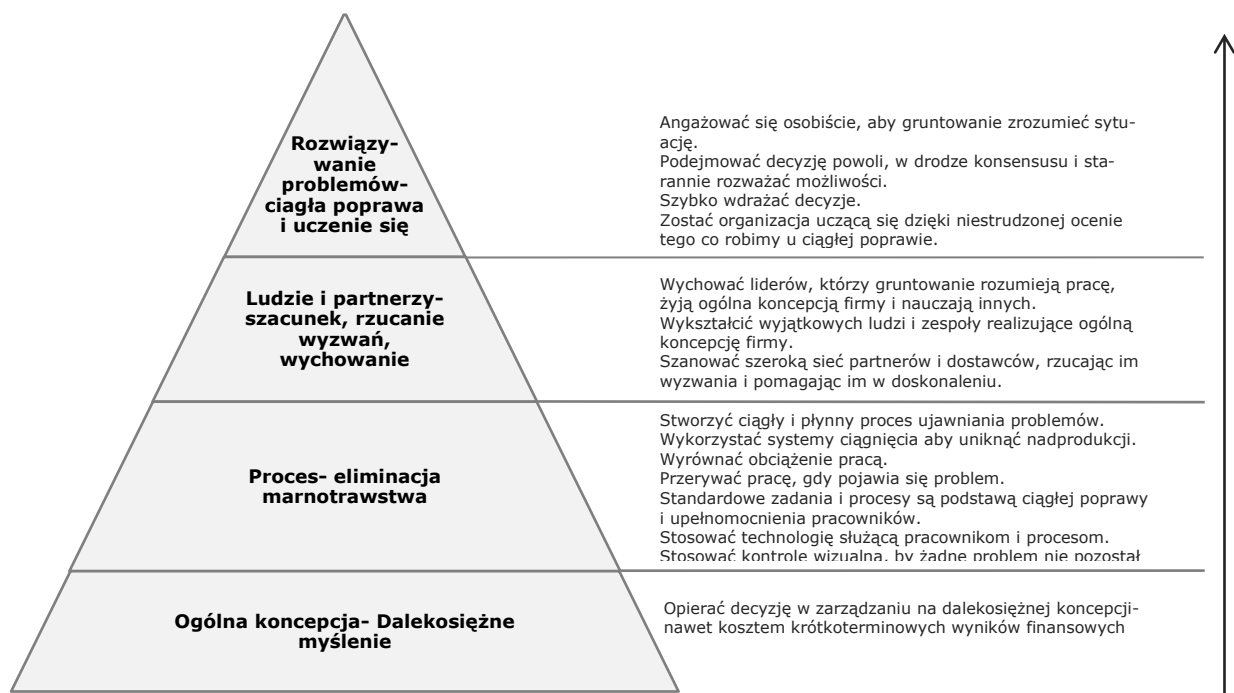 Rozwiązy-
wanie
problemów-
ciagła poprawa
i uczenie się
Angażować się osobiście, aby gruntowanie zrozumieć sytu-
ację.
Podejmować decyzję powoli, w drodze konsensusu i sta-
rannie rozważać możliwości.
Szybko wdrażać decyzje.
Zostać organizacja uczącą się dzięki niestrudzonej ocenie
tego co robimy u ciągłej poprawie.
Ludzie i partnerzy-
szacunek, rzucanie
wyzwań,
wychowanie
Wychować liderów, którzy gruntowanie rozumieją pracę,
żyją ogólna koncepcją firmy i nauczają innych.
Wykształcić wyjątkowych ludzi i zespoły realizujące ogólną
koncepcję firmy.
Szanować szeroką sieć partnerów i dostawców, rzucając im
wyzwania i pomagając im w doskonaleniu.
Proces- eliminacja
marnotrawstwa
Stworzyć ciągły i płynny proces ujawniania problemów.
Wykorzystać systemy ciągnięcia aby uniknąć nadprodukcji.
Wyrównać obciążenie pracą.
Przerywać pracę, gdy pojawia się problem.
Standardowe zadania i procesy są podstawą ciągłej poprawy
i upełnomocnienia pracowników.
Stosować technologię służącą pracownikom i procesom.
Stosować kontrolę wizualną, by żadne problem nie pozostał
Ogólna koncepcja- Dalekosiężne
myślenie
Opierać decyzję w zarządzaniu na dalekosiężnej koncepcji-
nawet kosztem krótkoterminowych wyników finansowych